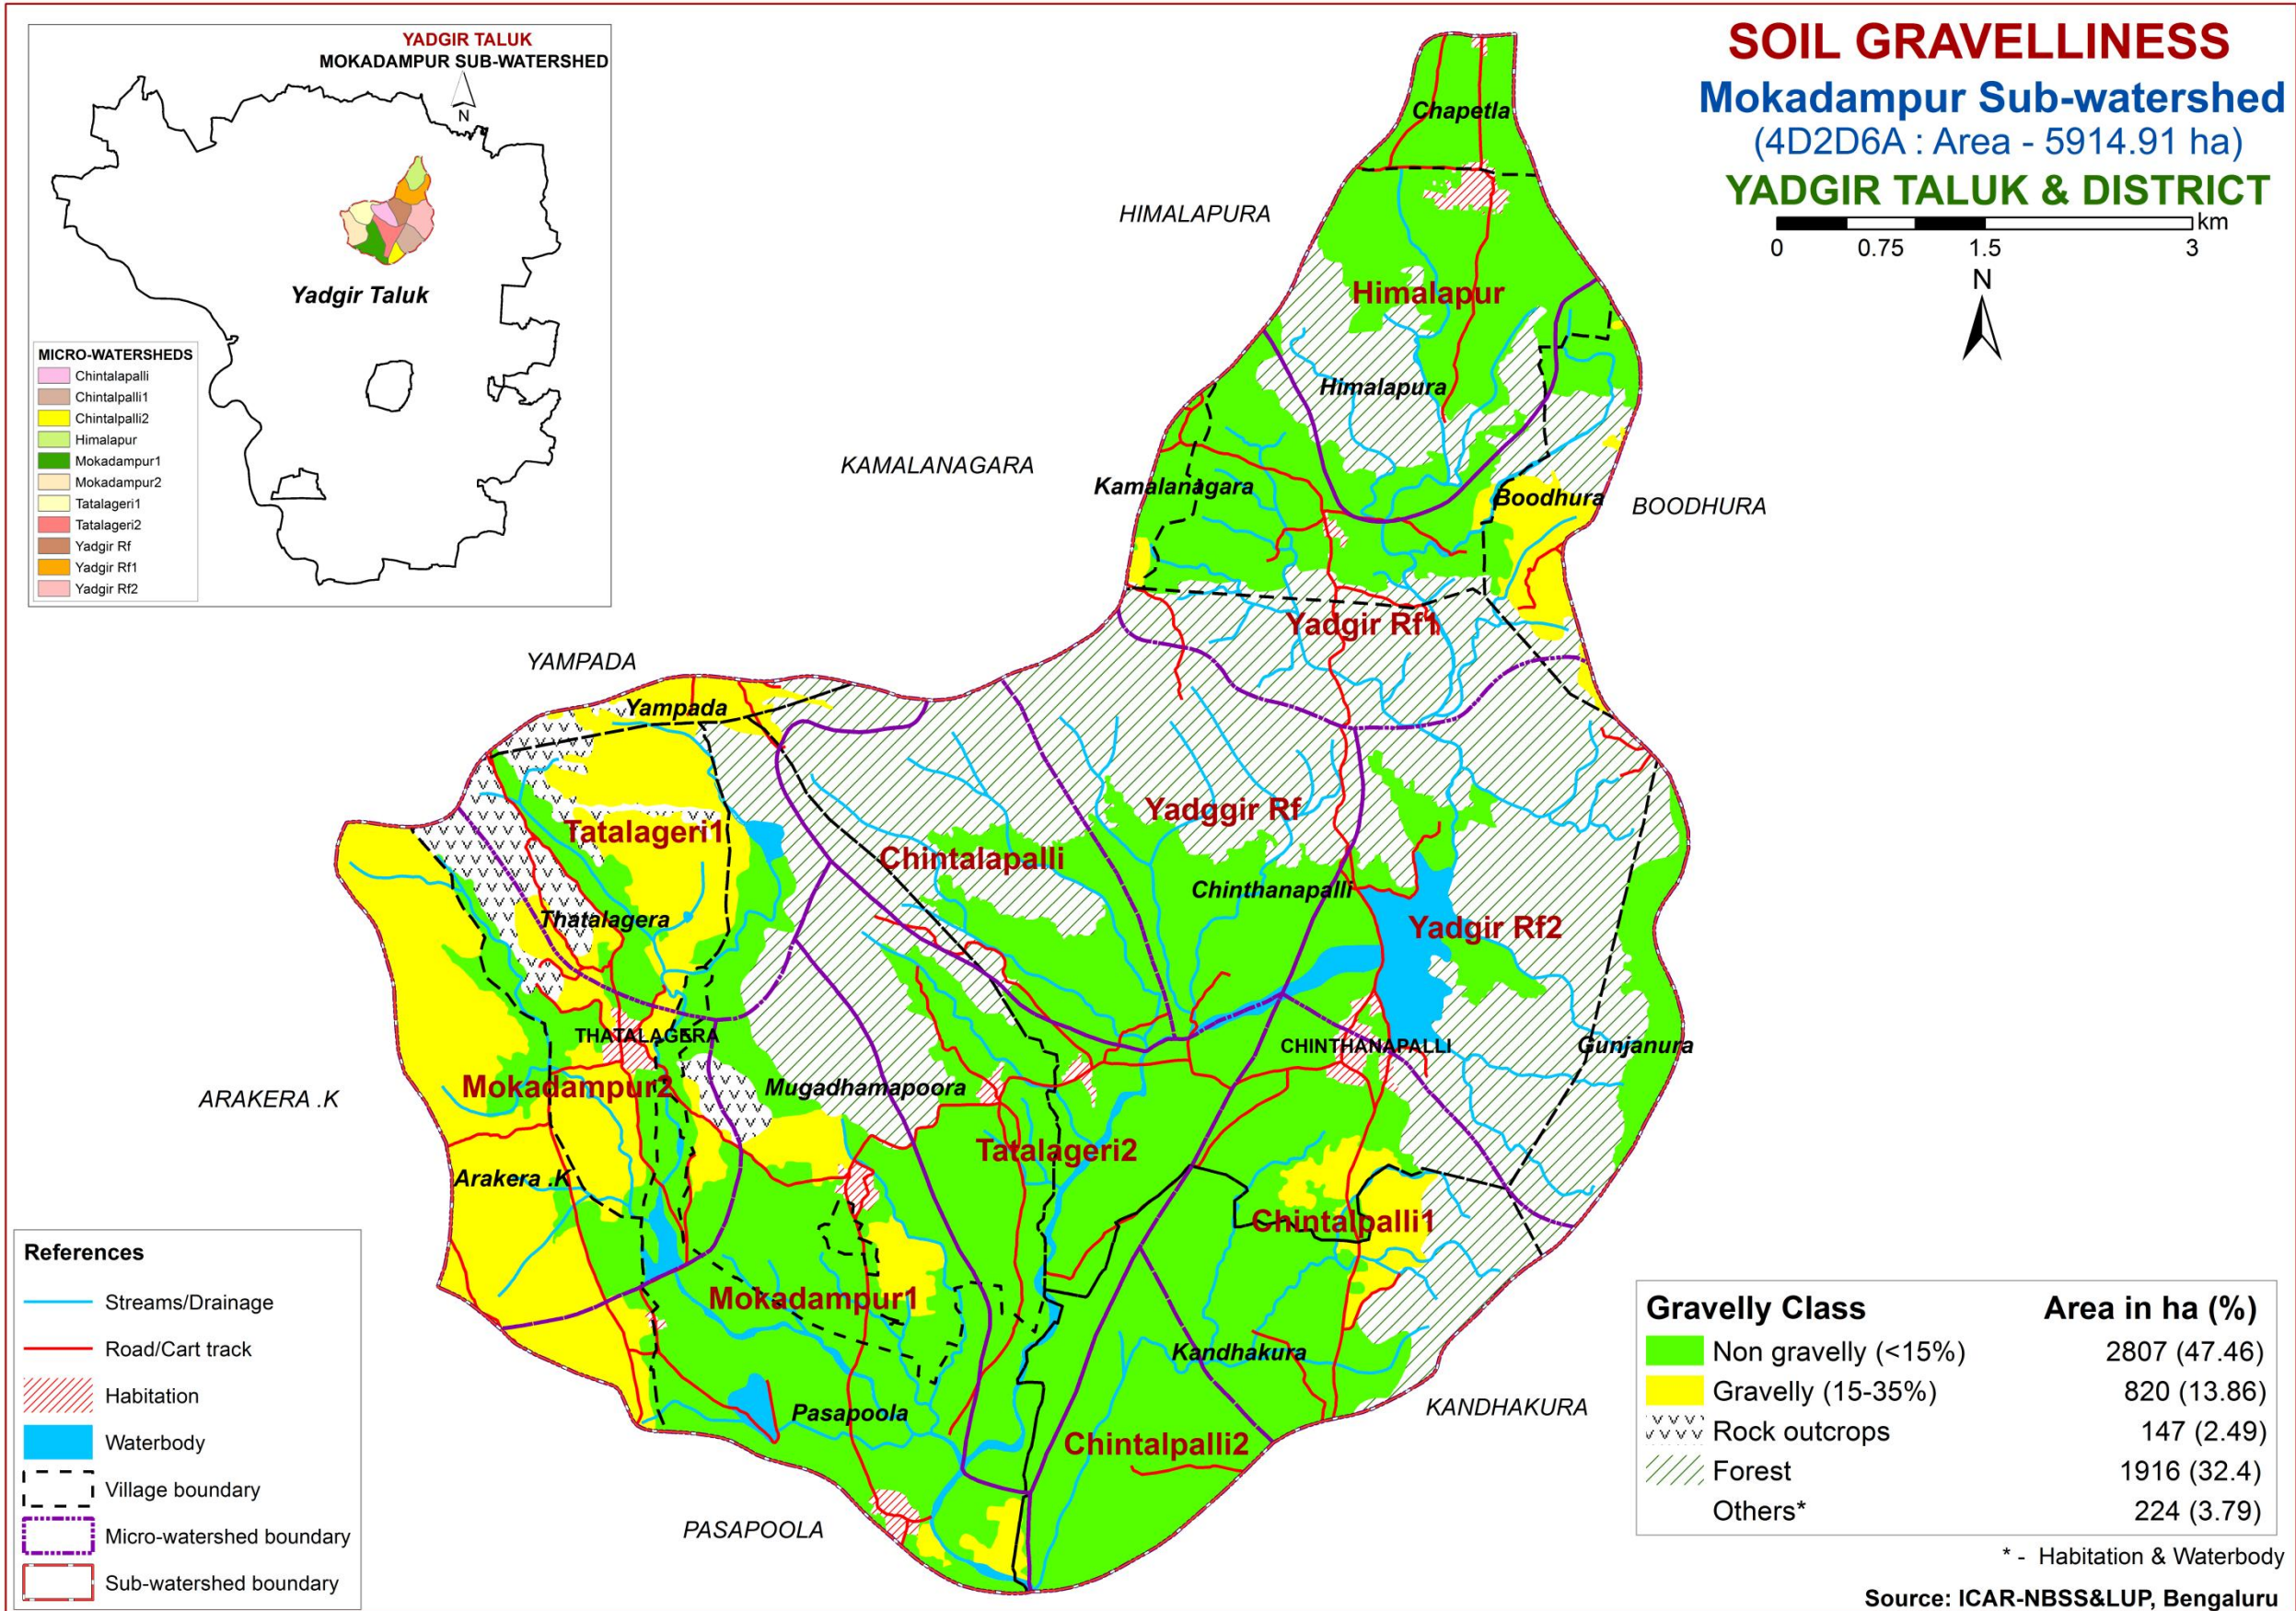 YADGIR TALUK
MOKADAMPUR SUB-WATERSHED
N
Yadgir Taluk
MICRO-WATERSHEDS
Chintalapalli
Chintalpalli1
Chintalpalli2
Himalapur
Mokadampur1
Mokadampur2
Tatalageri1
Tatalageri2
Yadgir Rf
Yadgir Rf1
Yadgir Rf2
SOIL GRAVELLINESS
Mokadampur Sub-watershed
(4D2D6A : Area - 5914.91 ha)
YADGIR TALUK & DISTRICT
km
0 0.75 1.5 3
N
Chapetla
HIMALAPURA
Himalapur
Himalapura
KAMALANAGARA
Kamalanagara
Boodhura
BOODHURA
Yadgir Rf1
YAMPADA
Yampada
Yadggir Rf
Tatalageri1
Chintalapalli
Chinthanapalli
Thatalagera
Yadgir Rf2
THATALAGERA
CHINTHANAPALLI
Gunjanura
Mokadampur2
Mugadhamapoora
ARAKERA .K
Tatalageri2
Arakera .K
Chintalpalli1
Mokadampur1
Kandhakura
Pasapoola
KANDHAKURA
Chintalpalli2
PASAPOOLA
References
Streams/Drainage
Road/Cart track
Habitation
Waterbody
Village boundary
Micro-watershed boundary
Sub-watershed boundary
Gravelly Class Area in ha (%)
Non gravelly (<15%) 2807 (47.46)
Gravelly (15-35%) 820 (13.86)
Rock outcrops 147 (2.49)
Forest 1916 (32.4)
Others* 224 (3.79)
* - Habitation & Waterbody
Source: ICAR-NBSS&LUP, Bengaluru